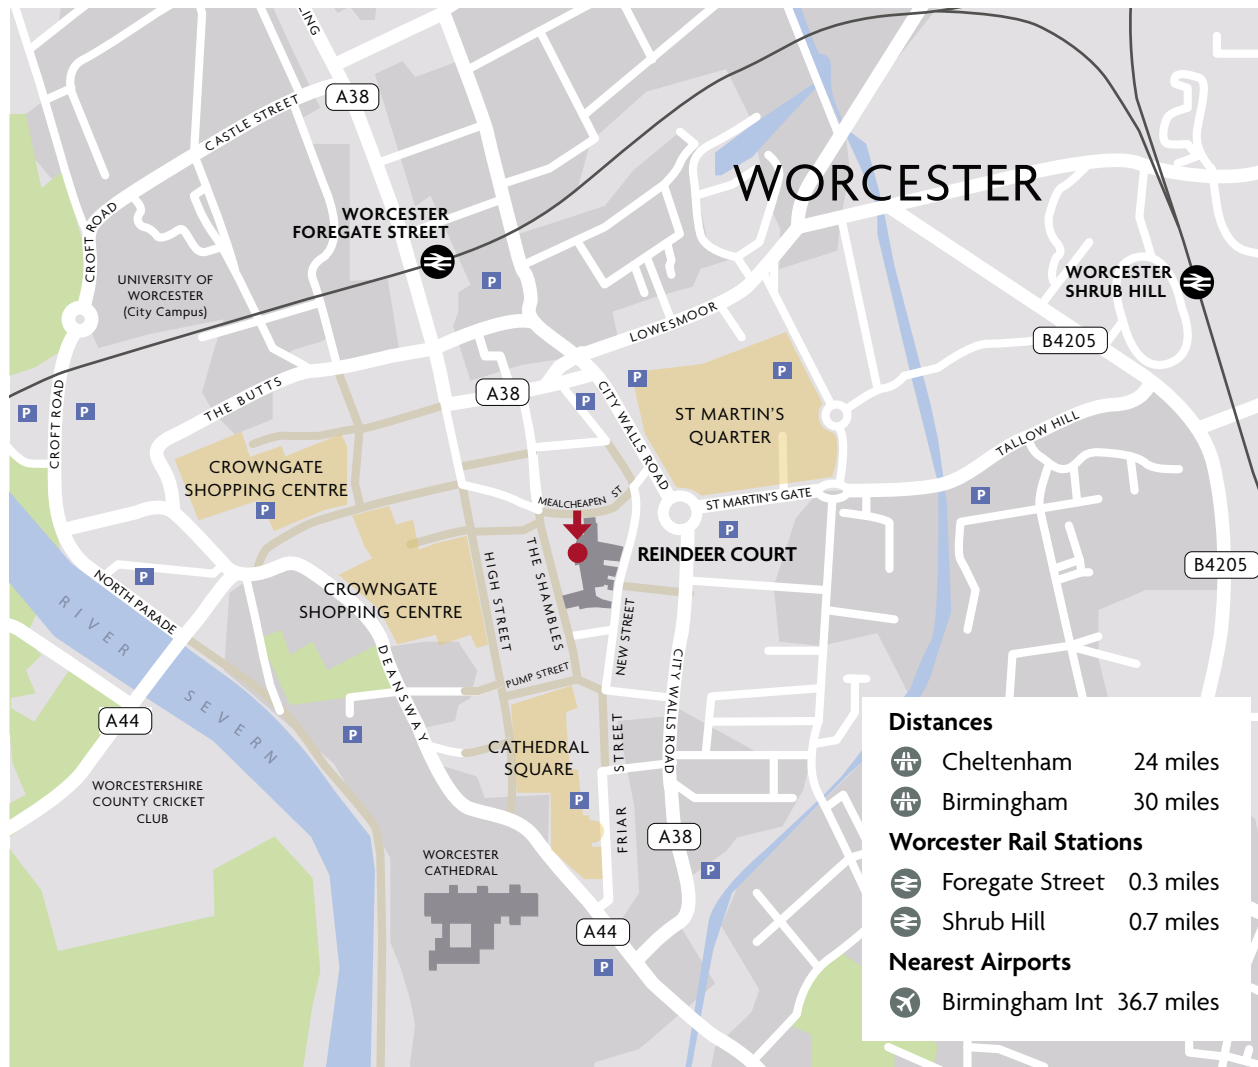 LING
A38
CASTLE STREET
WORCESTER
WORCESTER
FOREGATE STREET
CROFT ROAD
UNIVERSITY OF
WORCESTER
(City Campus)
P
WORCESTER
SHRUB HILL
LOWESMOOR
B4205
P
P
A38
CITY WALLS ROAD
P
THE BUTTS
CROFT ROAD
P
P
ST MARTIN'S
QUARTER
TALLOW HILL
CROWNGATE
SHOPPING CENTRE
P
MEALCHEAPEN ST
ST MARTIN'S GATE
P
P
REINDEER COURT
B4205
HIGH STREET
THE SHAMBLES
NORTH PARADE
P
CROWNGATE
SHOPPING CENTRE
NEW STREET
RIVER SEVERN
DEANSWAY
PUMP STREET
CITY WALLS ROAD
A44
P
CATHEDRAL
SQUARE
FRIAR STREET
P
WORCESTERSHIRE
COUNTY CRICKET
CLUB
A38
WORCESTER
CATHEDRAL
P
A44
P
Distances
Cheltenham 24 miles
Birmingham 30 miles
Worcester Rail Stations
Foregate Street 0.3 miles
Shrub Hill 0.7 miles
Nearest Airports
Birmingham Int 36.7 miles